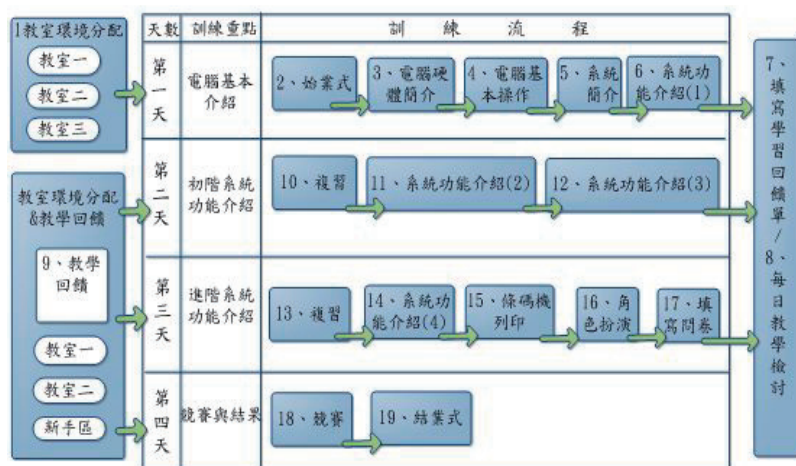 1教室環境分配
教室一
教室二
教室三
天數
訓練重點
訓練流程
第一天
電腦基本
介紹
2、始業式
3、電腦硬
體簡介
4、電腦基
本操作
5、系統
簡介
6、系統功
能介紹(1)
教室環境分配
&教學回饋
9、教學
回饋
教室一
教室二
新手區
第二天
初階系統
功能介紹
10、複習
11、系統功能介紹(2)
12、系統功能介紹(3)
第三天
進階系統
功能介紹
13、複習
14、系統功
能介紹(4)
15、條碼機
列印
16、角
色扮演
17、填
寫問卷
第四天
競賽與結果
18、競賽
19、結業式
7、填寫學習回饋單/8、每日教學檢討